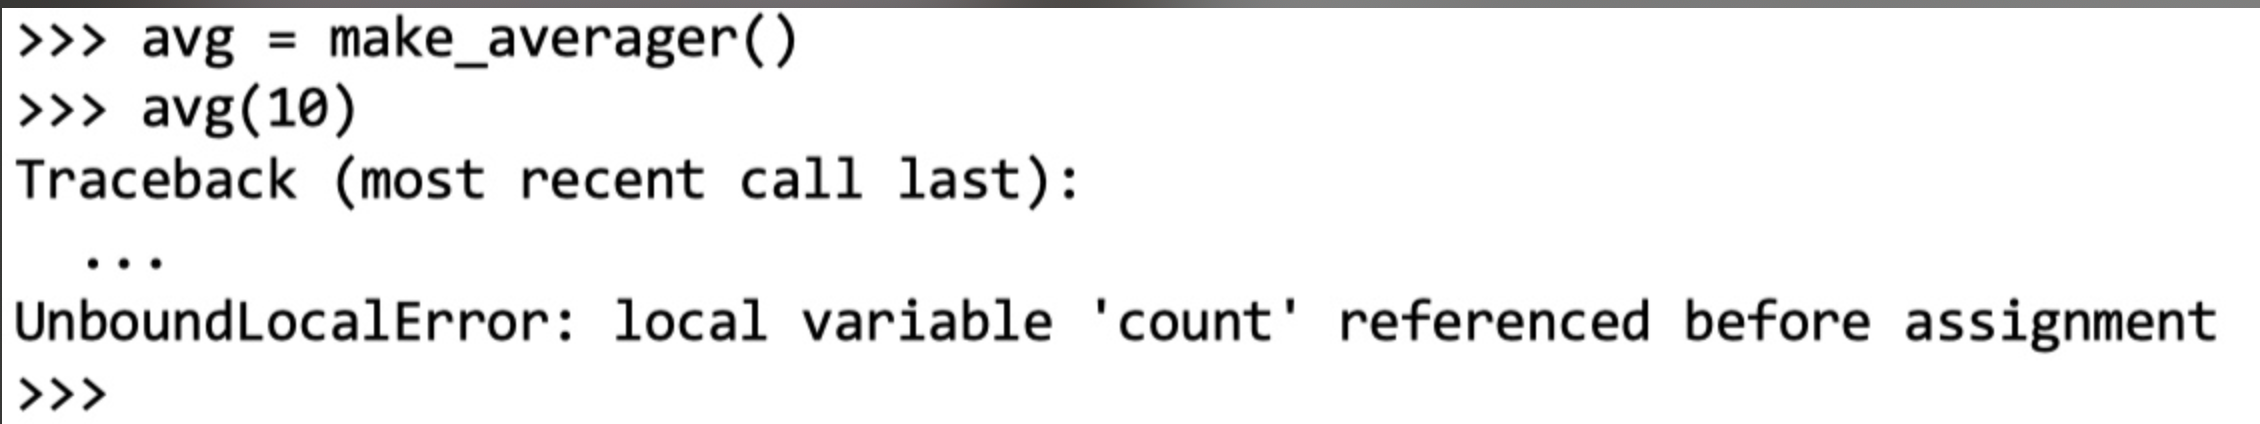 >>> avg = make_averager()
>>> avg(10)
Traceback (most recent call last):
  ...
UnboundLocalError: local variable 'count' referenced before assignment
>>>